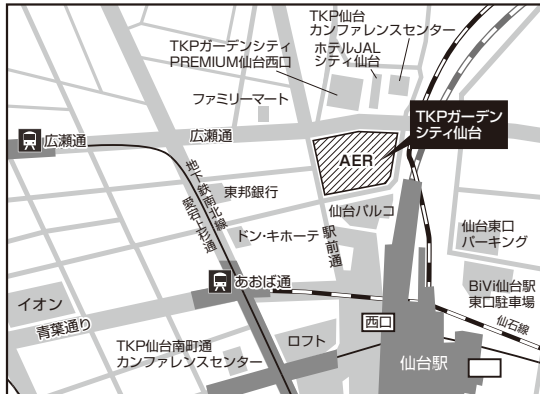 TKP仙台
カンファレンスセンター
TKPガーデンシティ
PREMIUM仙台西口
ホテルJAL
シティ仙台
ファミリーマート
TKPガーデン
シティ仙台
広瀬通
広瀬通
AER
地下鉄南北線
愛宕上杉通
東邦銀行
仙台パルコ
ドン・キホーテ
駅前通
仙台東口
パーキング
あおば通
BiVi仙台駅
東口駐車場
イオン
青葉通り
西口
仙石線
TKP仙台南町通
カンファレンスセンター
ロフト
仙台駅